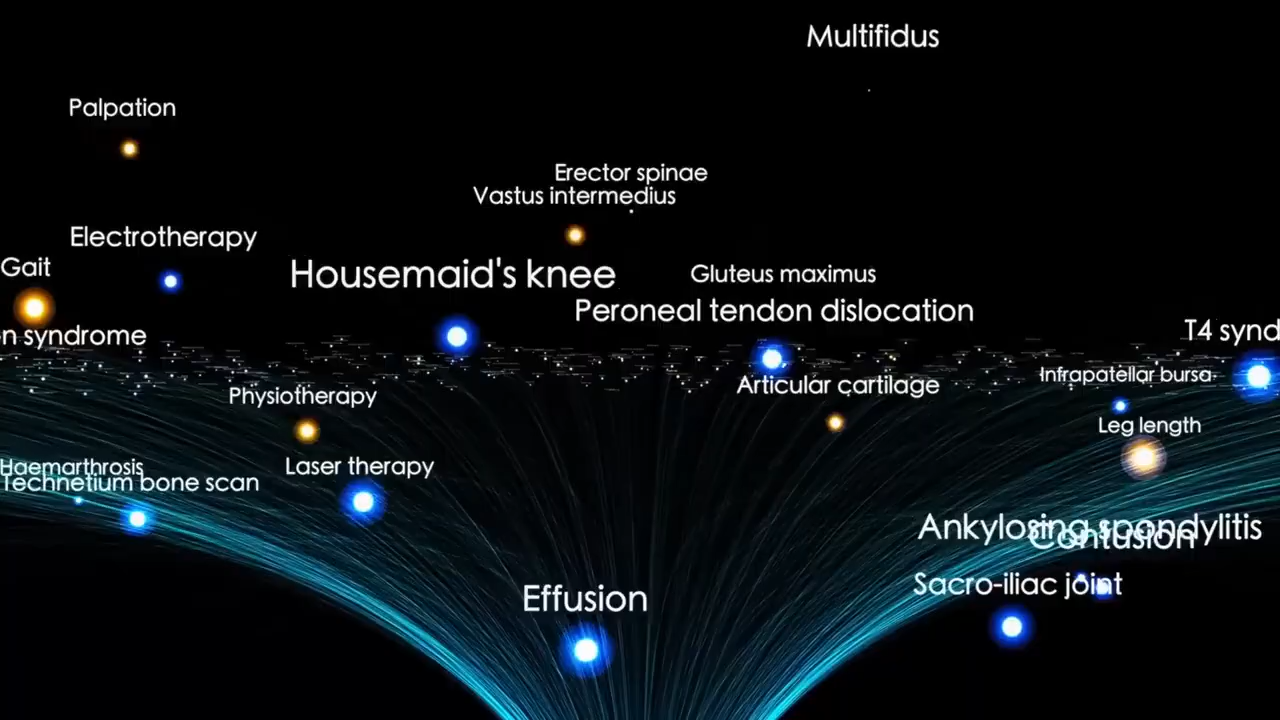 Multifidus
Palpation
Erector spinae
Vastus intermedius
Electrotherapy
Gait
Housemaid's knee
Gluteus maximus
Peroneal tendon dislocation
n syndrome
T4 synd
Infrapatellar bursa
Articular cartilage
Physiotherapy
Leg length
Haemarthrosis
Laser therapy
Technetium bone scan
Ankylosing spondylitis
Contusion
Sacro-iliac joint
Effusion